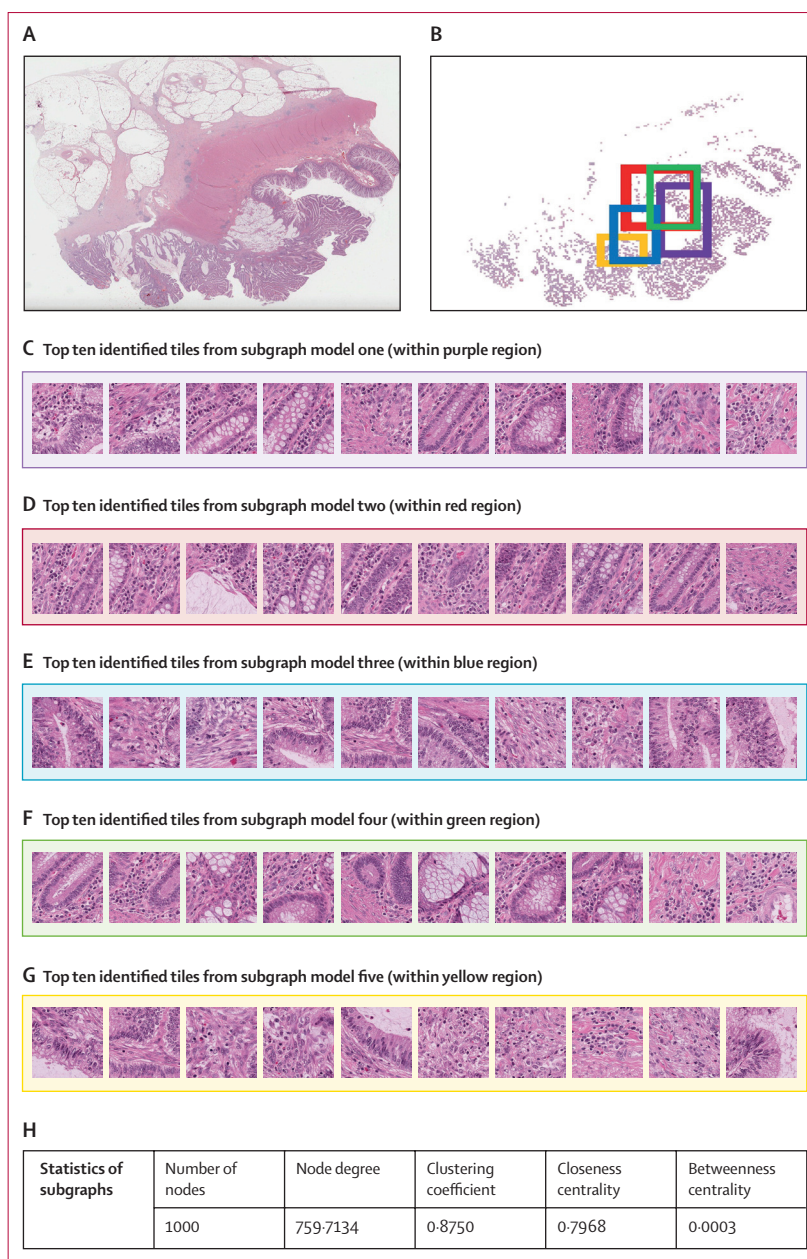 A
B
C Top ten identified tiles from subgraph model one (within purple region)
D Top ten identified tiles from subgraph model two (within red region)
E Top ten identified tiles from subgraph model three (within blue region)
F Top ten identified tiles from subgraph model four (within green region)
G Top ten identified tiles from subgraph model five (within yellow region)
H
Statistics of subgraphs
Number of nodes
Node degree
Clustering coefficient
Closeness centrality
Betweenness centrality
1000
759·7134
0·8750
0·7968
0·0003